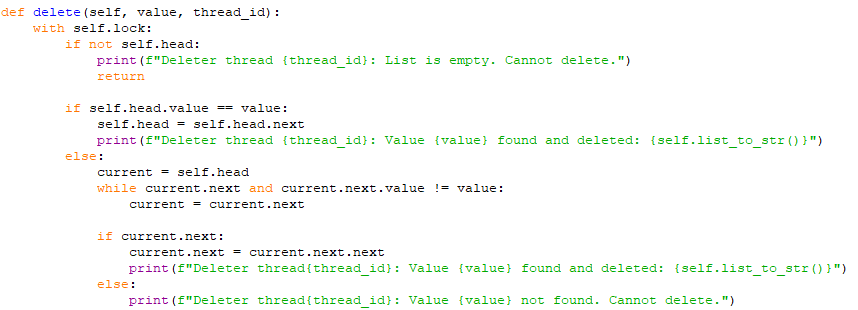 def delete(self, value, thread_id):
    with self.lock:
        if not self.head:
            print(f"Deleter thread {thread_id}: List is empty. Cannot delete.")
            return

        if self.head.value == value:
            self.head = self.head.next
            print(f"Deleter thread {thread_id}: Value {value} found and deleted: {self.list_to_str()}")
        else:
            current = self.head
            while current.next and current.next.value != value:
                current = current.next

            if current.next:
                current.next = current.next.next
                print(f"Deleter thread{thread_id}: Value {value} found and deleted: {self.list_to_str()}")
            else:
                print(f"Deleter thread{thread_id}: Value {value} not found. Cannot delete.")